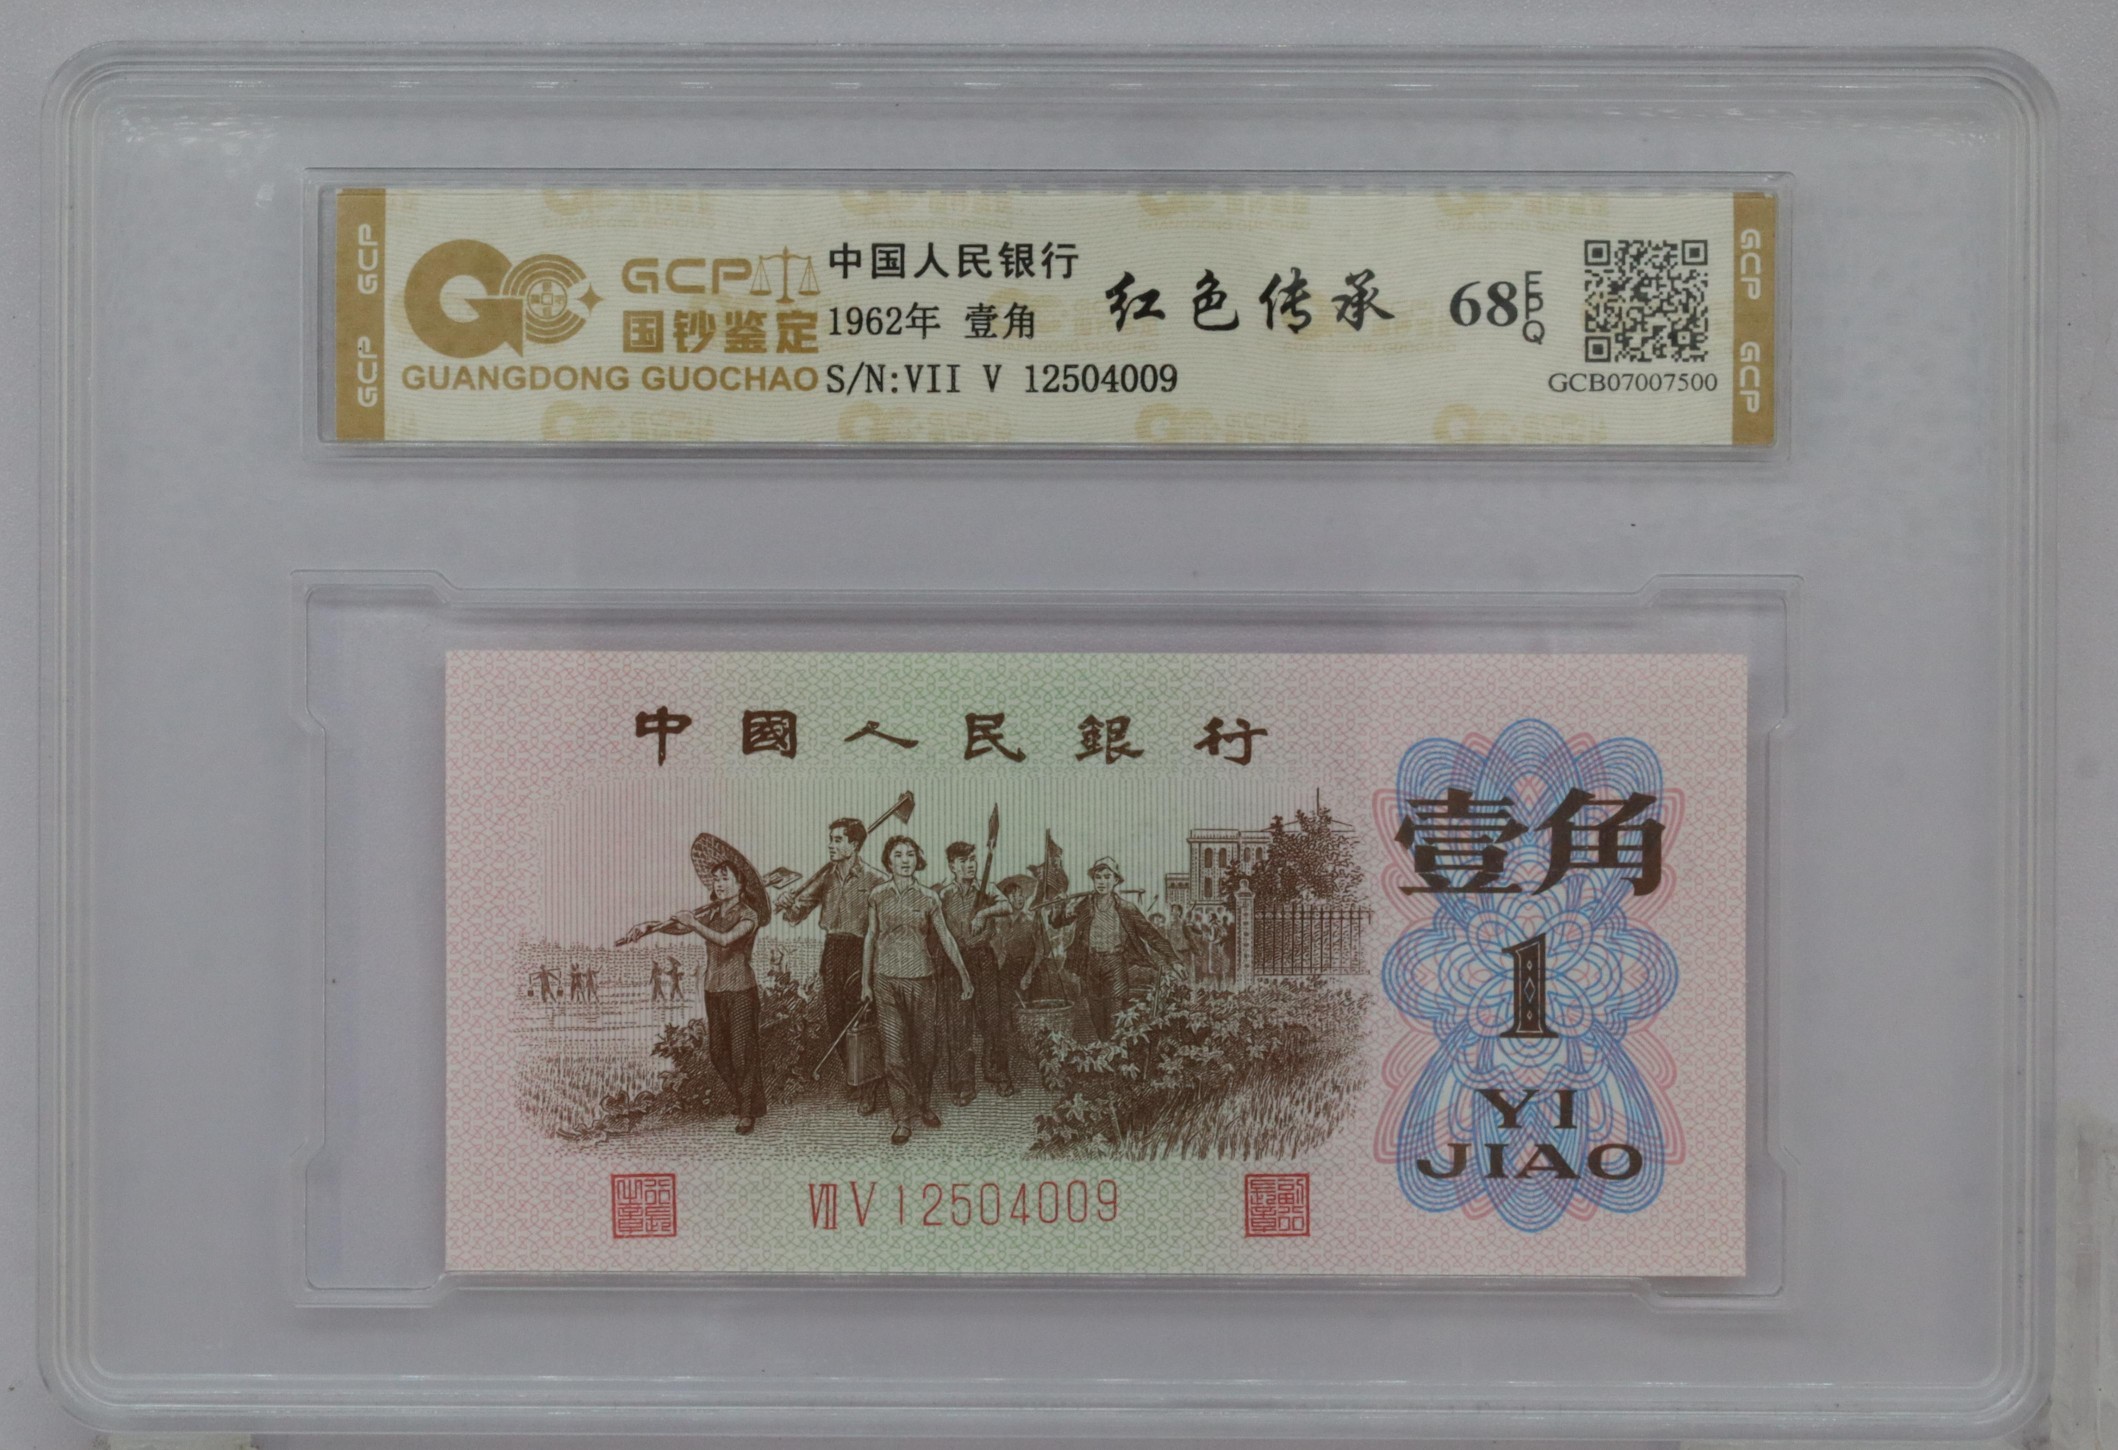 GCP GCP
GCP
国钞鉴定
GUANGDONG GUOCHAO
中国人民银行
1962年 壹角
S/N:VII V 12504009
红色传承
68 EPQ
GCB07007500
GCP GCP
中國人民銀行
壹角
1
YI
JIAO
VII V 12504009